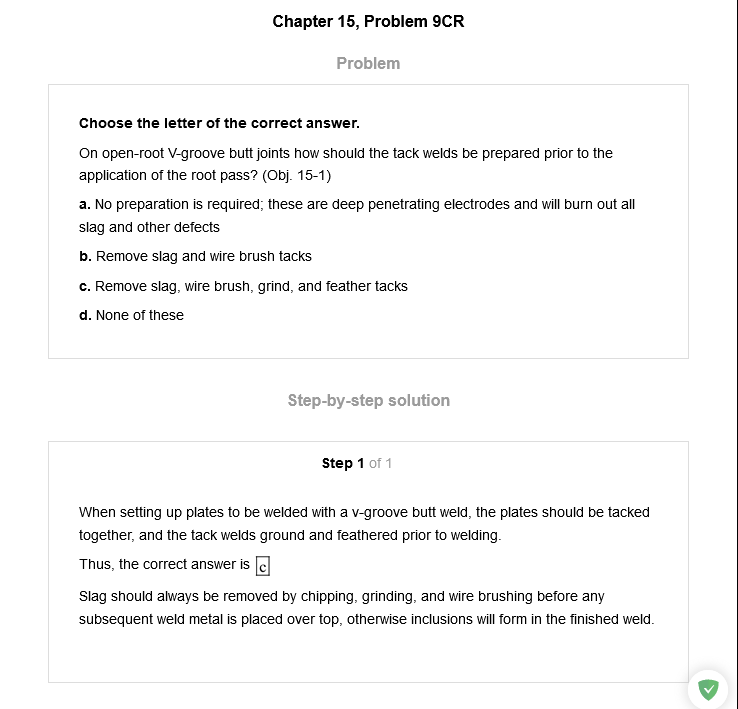 Chapter 15, Problem 9CR
Problem
Choose the letter of the correct answer.
On open-root V-groove butt joints how should the tack welds be prepared prior to the
application of the root pass? (Obj. 15-1)
a. No preparation is required; these are deep penetrating electrodes and will burn out all
slag and other defects
b. Remove slag and wire brush tacks
c. Remove slag, wire brush, grind, and feather tacks
d. None of these
Step-by-step solution
Step 1 of 1
When setting up plates to be welded with a v-groove butt weld, the plates should be tacked
together, and the tack welds ground and feathered prior to welding.
Thus, the correct answer is c
Slag should always be removed by chipping, grinding, and wire brushing before any
subsequent weld metal is placed over top, otherwise inclusions will form in the finished weld.